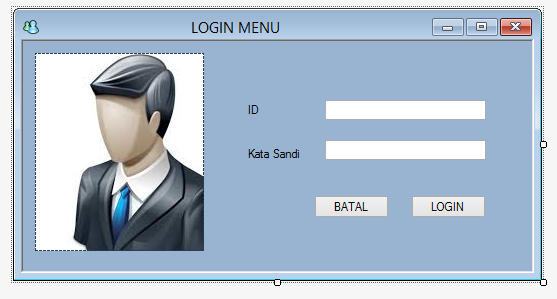 LOGIN MENU
ID
Kata Sandi
BATAL LOGIN